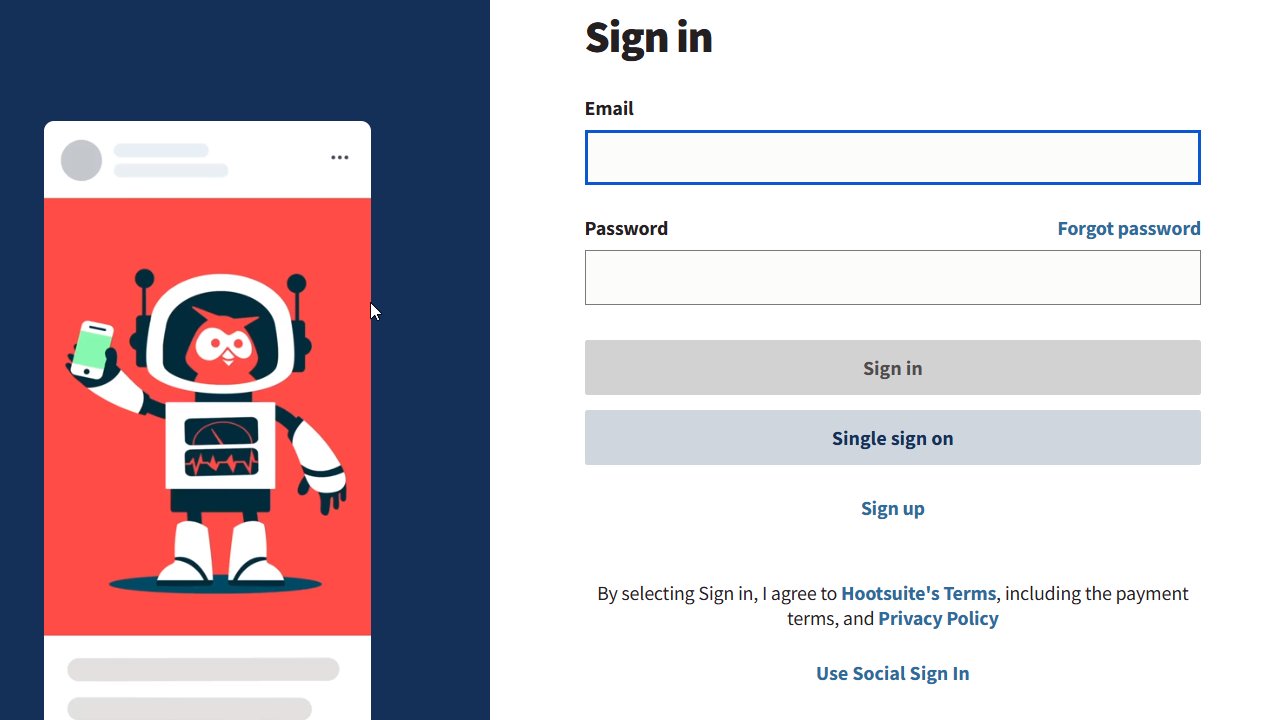 Sign in
Email
Password
Forgot password
Sign in
Single sign on
Sign up
By selecting Sign in, I agree to Hootsuite's Terms, including the payment
terms, and Privacy Policy
Use Social Sign In